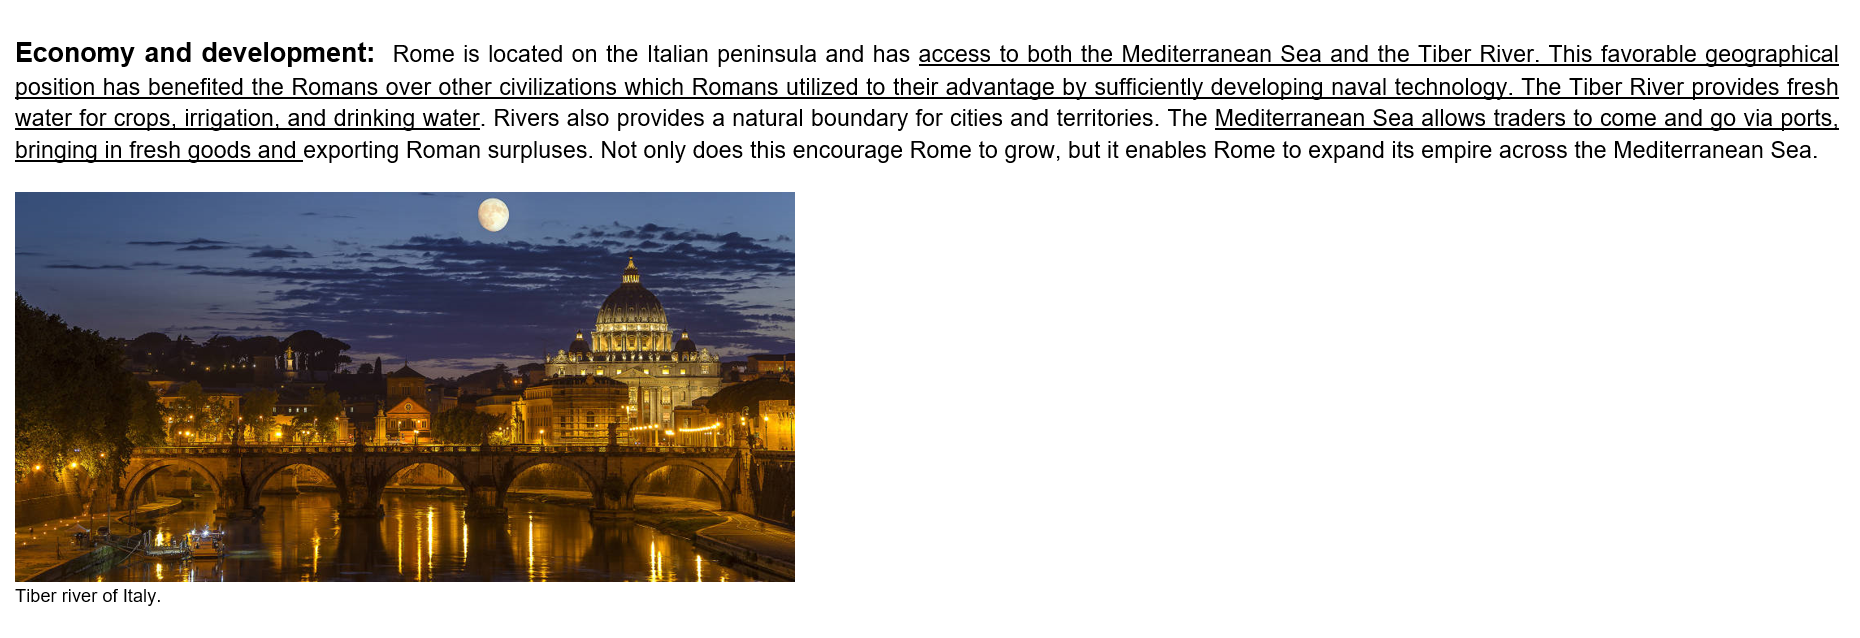 Economy and development: Rome is located on the Italian peninsula and has access to both the Mediterranean Sea and the Tiber River. This favorable geographical
position has benefited the Romans over other civilizations which Romans utilized to their advantage by sufficiently developing naval technology. The Tiber River provides fresh
water for crops, irrigation, and drinking water. Rivers also provides a natural boundary for cities and territories. The Mediterranean Sea allows traders to come and go via ports,
bringing in fresh goods and exporting Roman surpluses. Not only does this encourage Rome to grow, but it enables Rome to expand its empire across the Mediterranean Sea.
Tiber river of Italy.